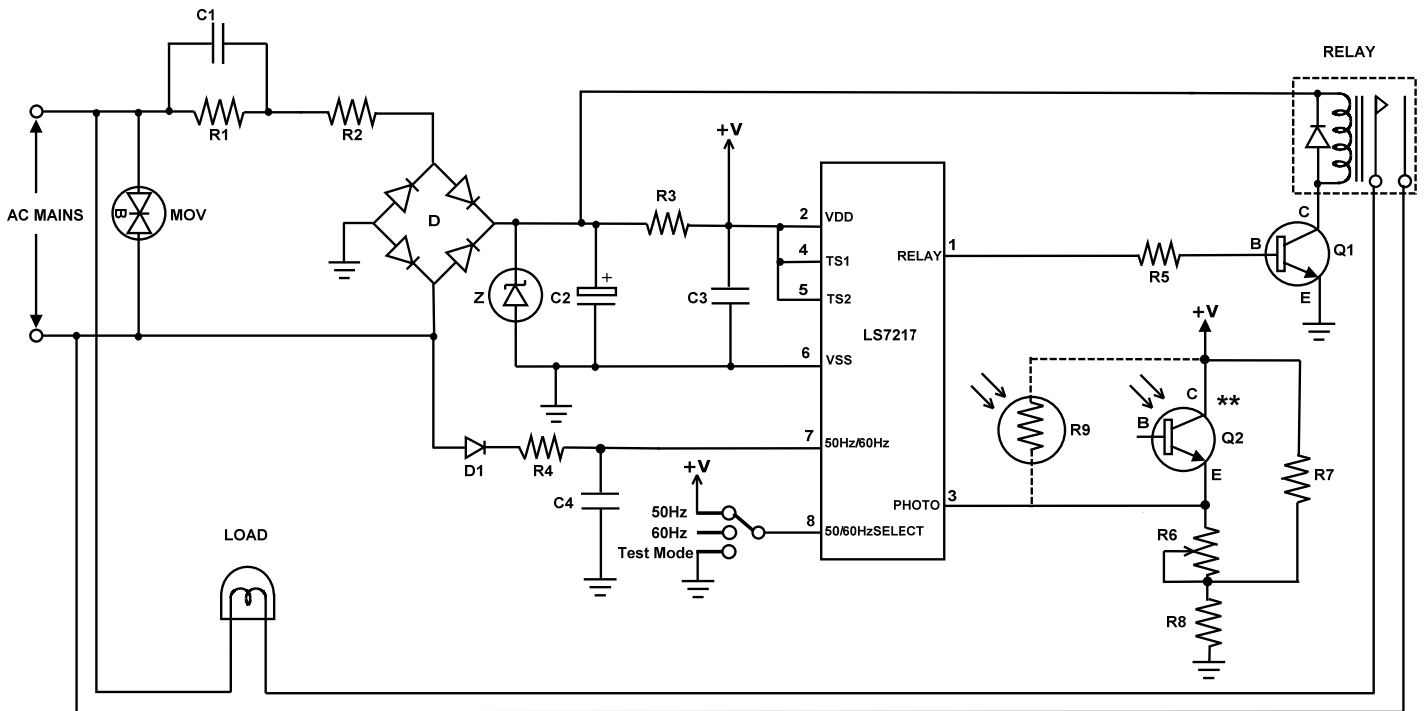 C1
RELAY
R1
R2
+V
AC MAINS
B
MOV
D
R3
2
VDD
C
Z
C2
+
C3
4
TS1
5
TS2
RELAY
1
R5
B
Q1
E
LS7217
6
VSS
+V
C
**
B
Q2
E
R9
R7
D1
R4
7
50Hz/60Hz
C4
+V
50Hz
60Hz
Test Mode
8
50/60HzSELECT
PHOTO
3
R6
R8
LOAD